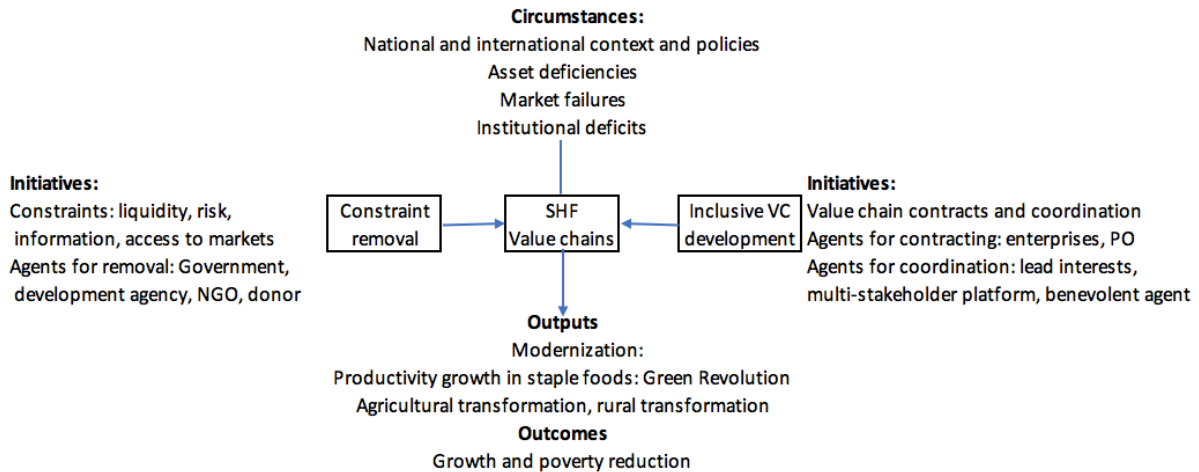 Circumstances:
National and international context and policies
Asset deficiencies
Market failures
Institutional deficits
Initiatives:
Constraints: liquidity, risk,
information, access to markets
Agents for removal: Government,
development agency, NGO, donor
Constraint
removal
SHF
Value chains
Inclusive VC
development
Initiatives:
Value chain contracts and coordination
Agents for contracting: enterprises, PO
Agents for coordination: lead interests,
multi-stakeholder platform, benevolent agent
Outputs
Modernization:
Productivity growth in staple foods: Green Revolution
Agricultural transformation, rural transformation
Outcomes
Growth and poverty reduction